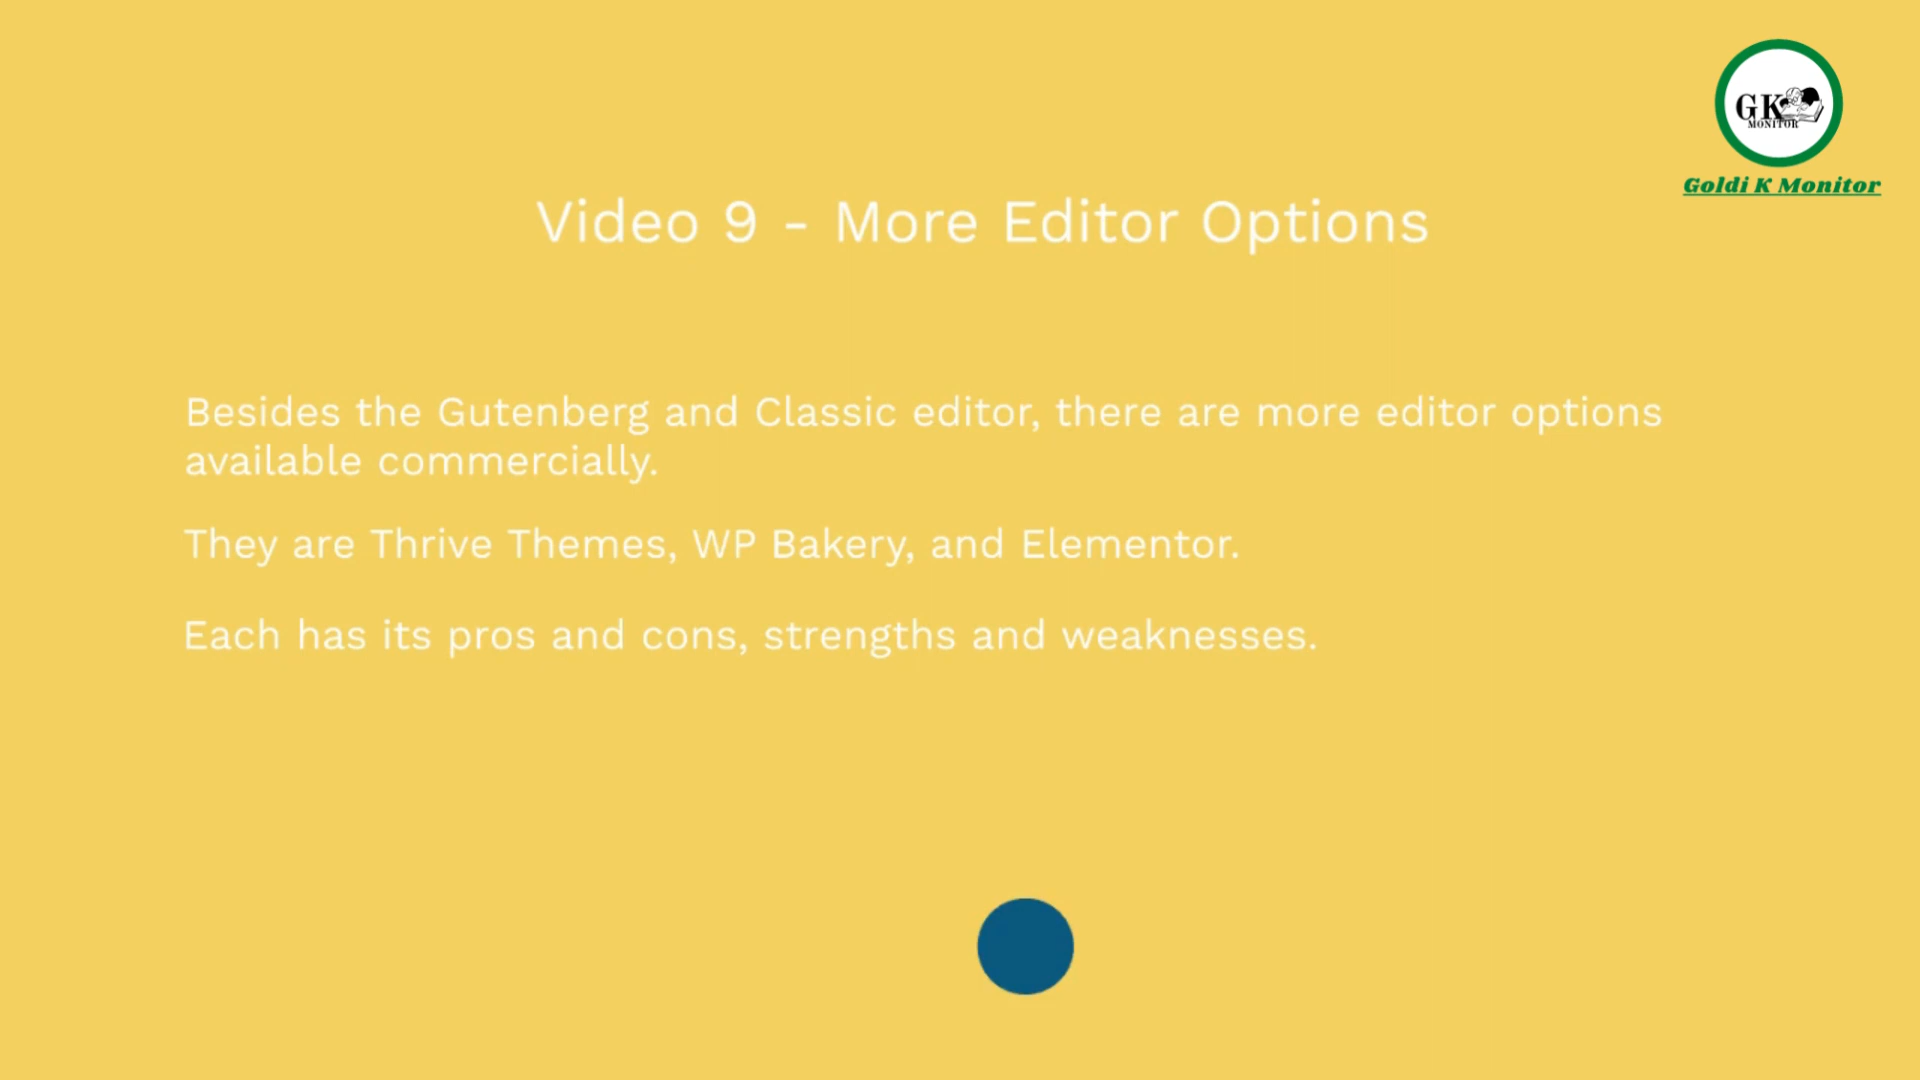 GK
MONITOR
Goldi K Monitor
Video 9 - More Editor Options
Besides the Gutenberg and Classic editor, there are more editor options
available commercially.
They are Thrive Themes, WP Bakery, and Elementor.
Each has its pros and cons, strengths and weaknesses.